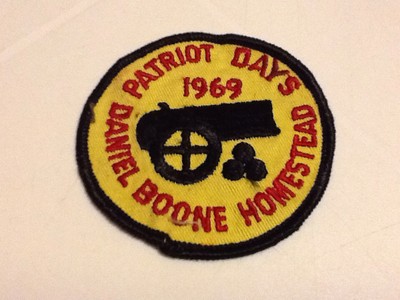 PATRIOT DAYS
1969
DANIEL BOONE HOMESTEAD